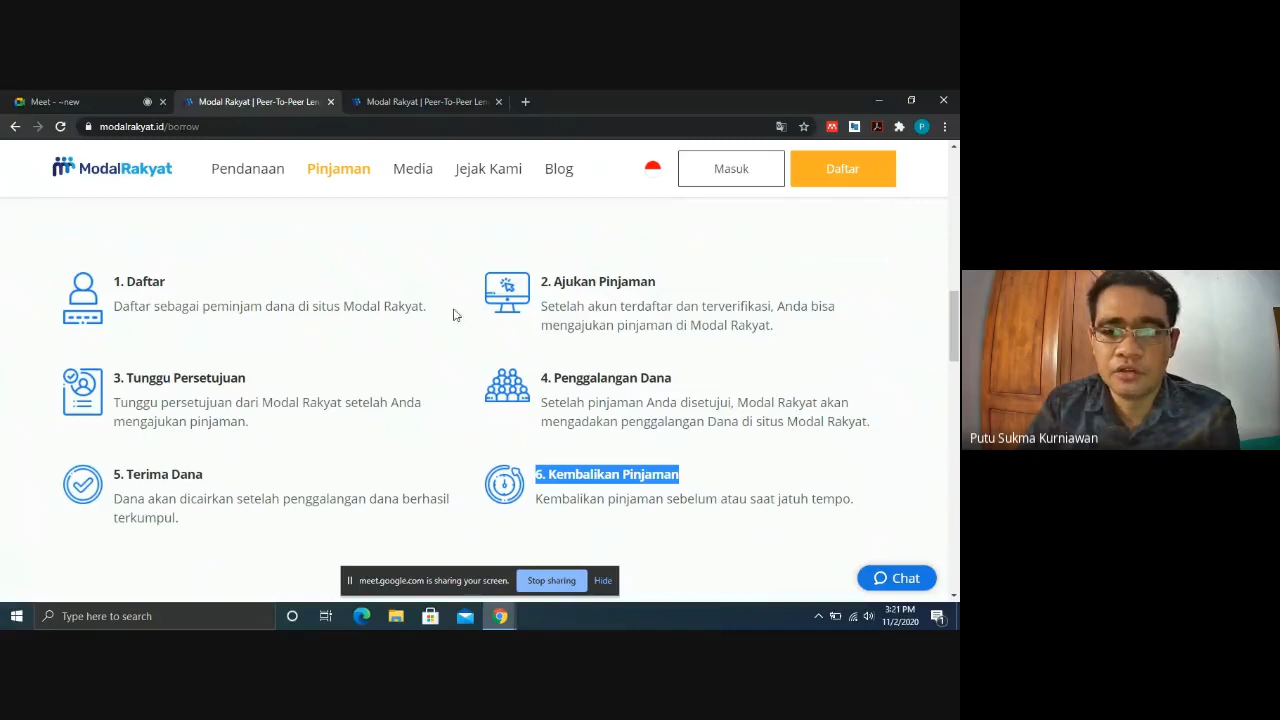 Meet - ~new
Modal Rakyat | Peer-To-Peer Len
Modal Rakyat | Peer-To-Peer Len
modalrakyat.id/borrow
P
ModalRakyat
Pendanaan
Pinjaman
Media
Jejak Kami
Blog
Masuk
Daftar
1. Daftar
Daftar sebagai peminjam dana di situs Modal Rakyat.
2. Ajukan Pinjaman
Setelah akun terdaftar dan terverifikasi, Anda bisa
mengajukan pinjaman di Modal Rakyat.
3. Tunggu Persetujuan
Tunggu persetujuan dari Modal Rakyat setelah Anda
mengajukan pinjaman.
4. Penggalangan Dana
Setelah pinjaman Anda disetujui, Modal Rakyat akan
mengadakan penggalangan Dana di situs Modal Rakyat.
5. Terima Dana
Dana akan dicairkan setelah penggalangan dana berhasil
terkumpul.
6. Kembalikan Pinjaman
Kembalikan pinjaman sebelum atau saat jatuh tempo.
meet.google.com is sharing your screen.
Stop sharing
Hide
Chat
Type here to search
3:21 PM
11/2/2020
1
Putu Sukma Kurniawan